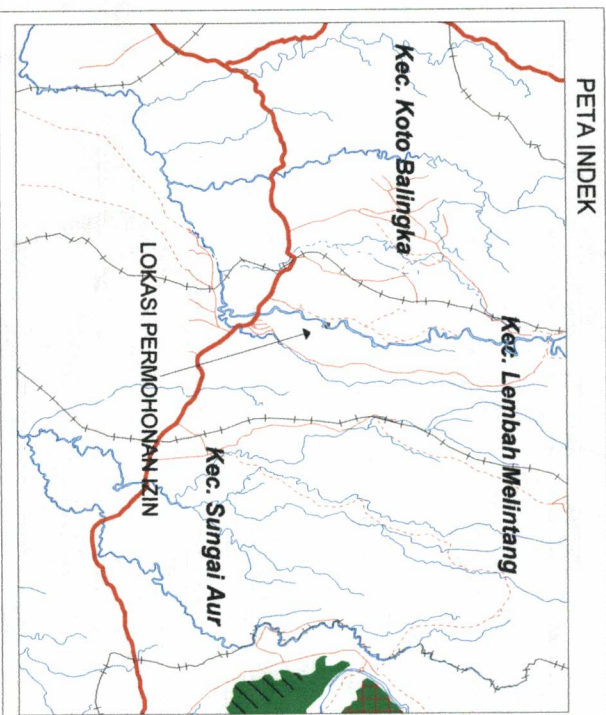 PETA INDEK
Kec. Koto Balingka
Kec. Lembah Melintang
LOKASI PERMOHONAN IZIN
Kec. Sungai Aur